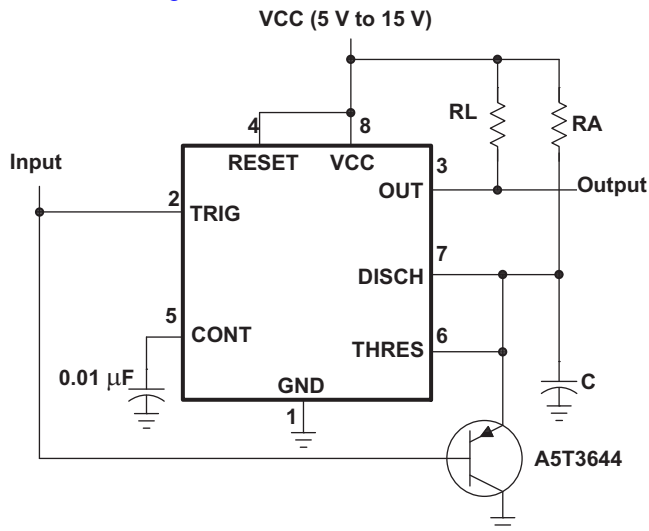 VCC (5 V to 15 V)
4
8
RL
RA
Input
RESET
VCC
3
OUT
Output
2
TRIG
7
DISCH
5
CONT
6
THRES
0.01 μF
GND
C
1
A5T3644